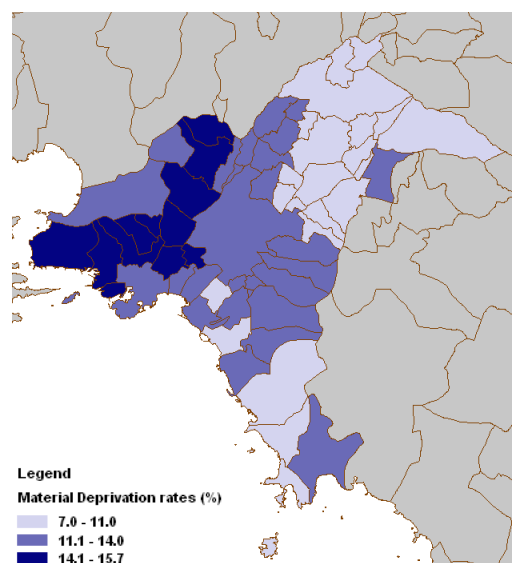 Legend
Material Deprivation rates (%)
7.0 - 11.0
11.1 - 14.0
14.1 - 15.7